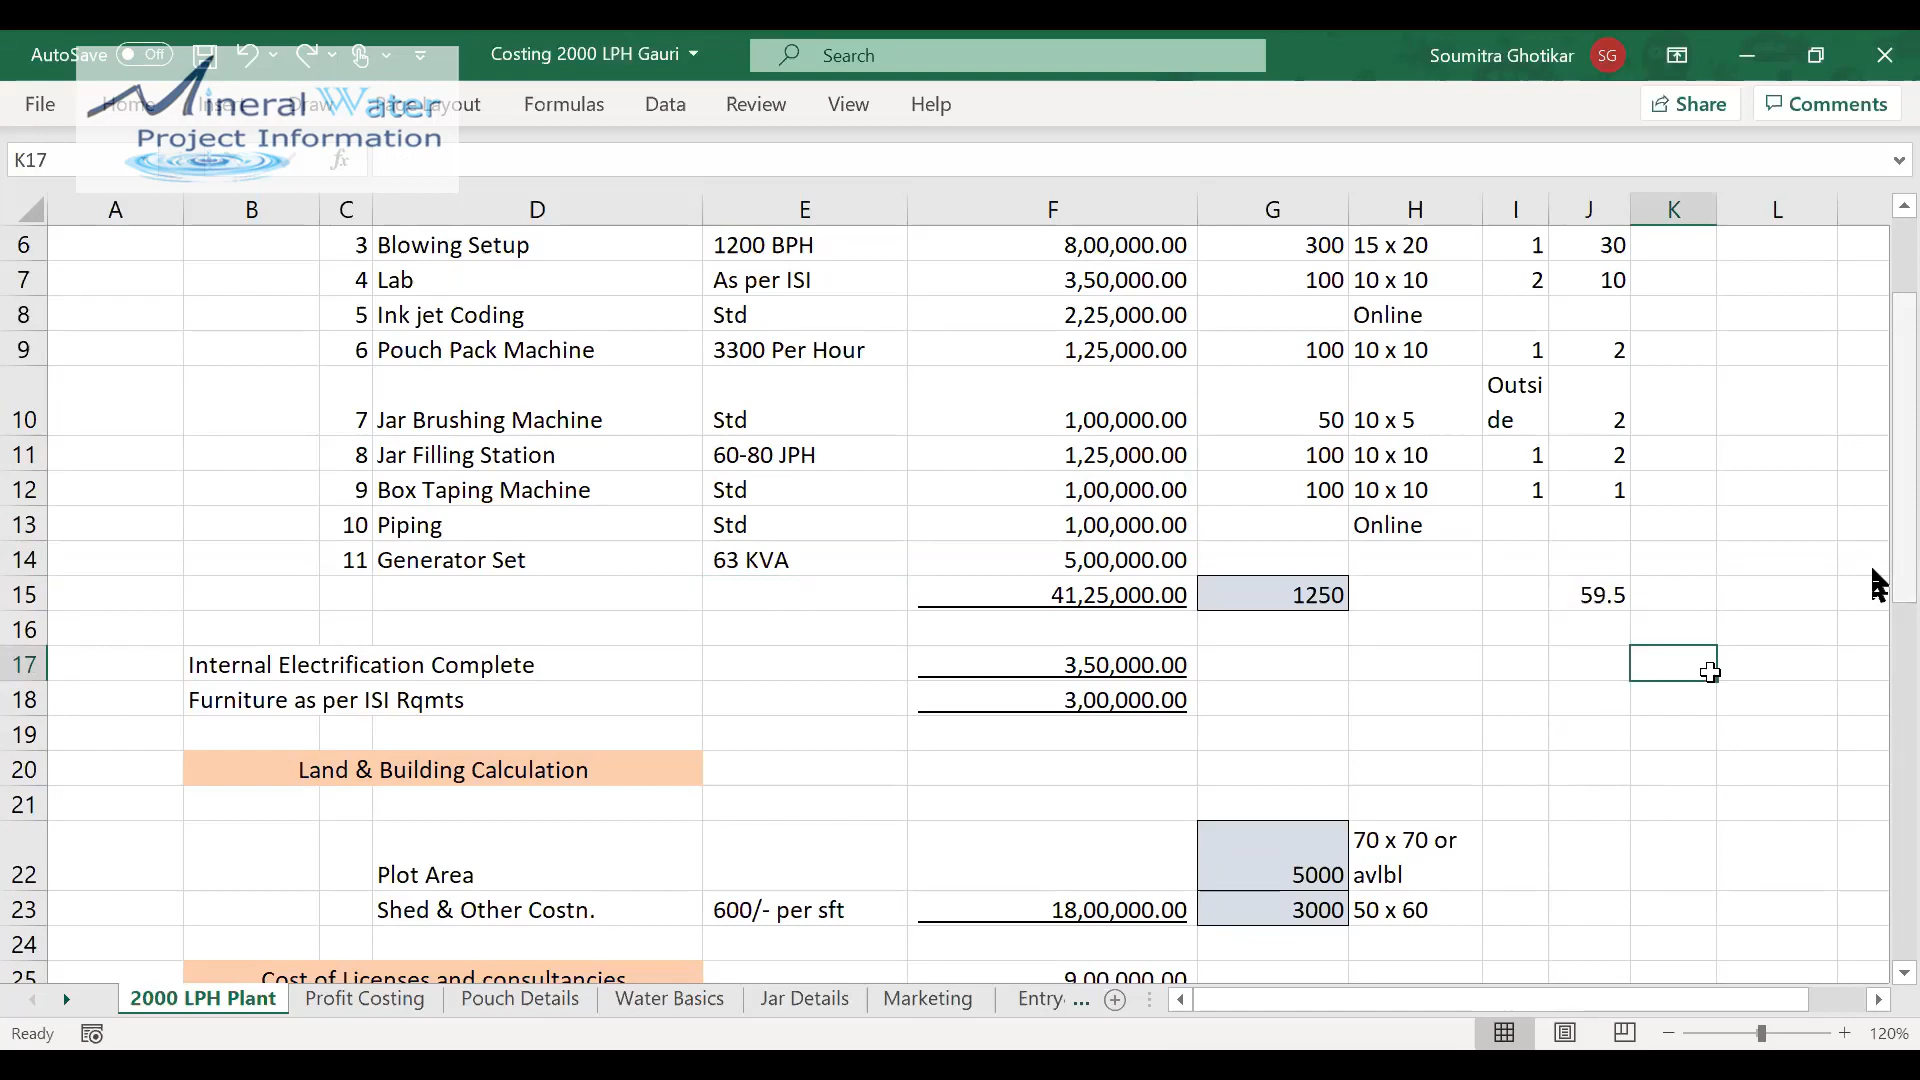 AutoSave Off Costing 2000 LPH Gauri Search Soumitra Ghotikar SG
File Home Insert Draw Page Layout Formulas Data Review View Help Share Comments
Mineral Water
Project Information
K17 fx
A B C D E F G H I J K L
6 3 Blowing Setup 1200 BPH 8,00,000.00 300 15 x 20 1 30
7 4 Lab As per ISI 3,50,000.00 100 10 x 10 2 10
8 5 Ink jet Coding Std 2,25,000.00 Online
9 6 Pouch Pack Machine 3300 Per Hour 1,25,000.00 100 10 x 10 1 2
Outsi
10 7 Jar Brushing Machine Std 1,00,000.00 50 10 x 5 de 2
11 8 Jar Filling Station 60-80 JPH 1,25,000.00 100 10 x 10 1 2
12 9 Box Taping Machine Std 1,00,000.00 100 10 x 10 1 1
13 10 Piping Std 1,00,000.00 Online
14 11 Generator Set 63 KVA 5,00,000.00
15 41,25,000.00 1250 59.5
16
17 Internal Electrification Complete 3,50,000.00
18 Furniture as per ISI Rqmts 3,00,000.00
19
20 Land & Building Calculation
21
70 x 70 or
22 Plot Area 5000 avlbl
23 Shed & Other Costn. 600/- per sft 18,00,000.00 3000 50 x 60
24
25 Cost of Licenses and consultancies 9,00,000.00
2000 LPH Plant Profit Costing Pouch Details Water Basics Jar Details Marketing Entry ...
Ready 120%